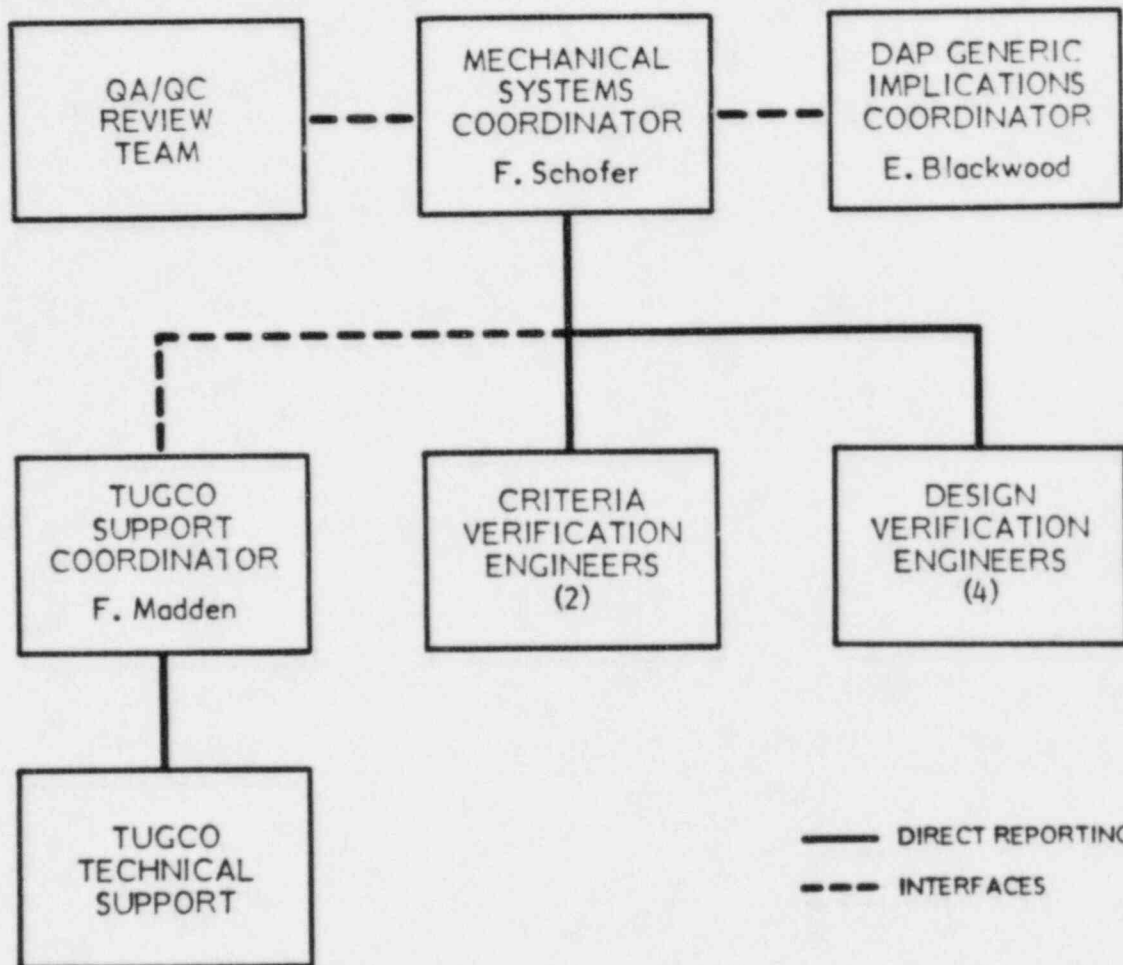 QA/QC
REVIEW
TEAM
MECHANICAL
SYSTEMS
COORDINATOR
F. Schofer
DAP GENERIC
IMPLICATIONS
COORDINATOR
E. Blackwood
TUGCO
SUPPORT
COORDINATOR
F. Madden
CRITERIA
VERIFICATION
ENGINEERS
(2)
DESIGN
VERIFICATION
ENGINEERS
(4)
TUGCO
TECHNICAL
SUPPORT
DIRECT REPORTING
INTERFACES